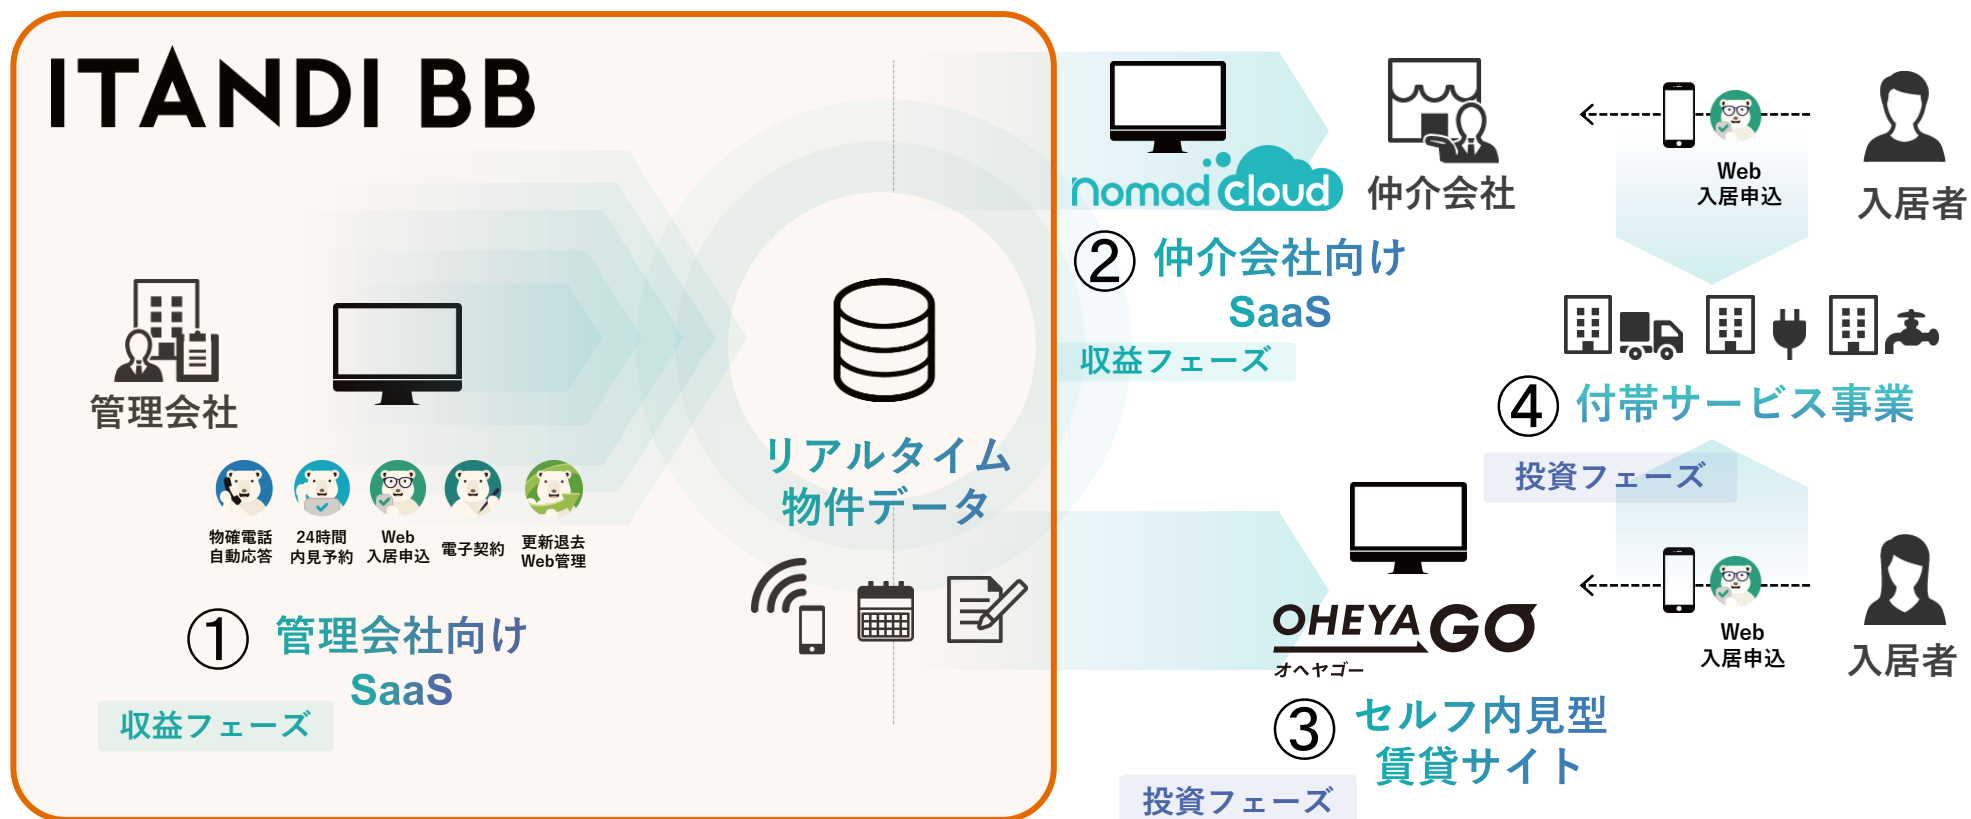 ITANDI BB
管理会社
物確電話
自動応答
24時間
内見予約
Web
入居申込
電子契約
更新退去
Web管理
① 管理会社向け
SaaS
収益フェーズ
リアルタイム
物件データ
nomad cloud
仲介会社
② 仲介会社向け
SaaS
収益フェーズ
Web
入居申込
入居者
④ 付帯サービス事業
投資フェーズ
OHEYAGO
オヘヤゴー
③ セルフ内見型
賃貸サイト
投資フェーズ
Web
入居申込
入居者